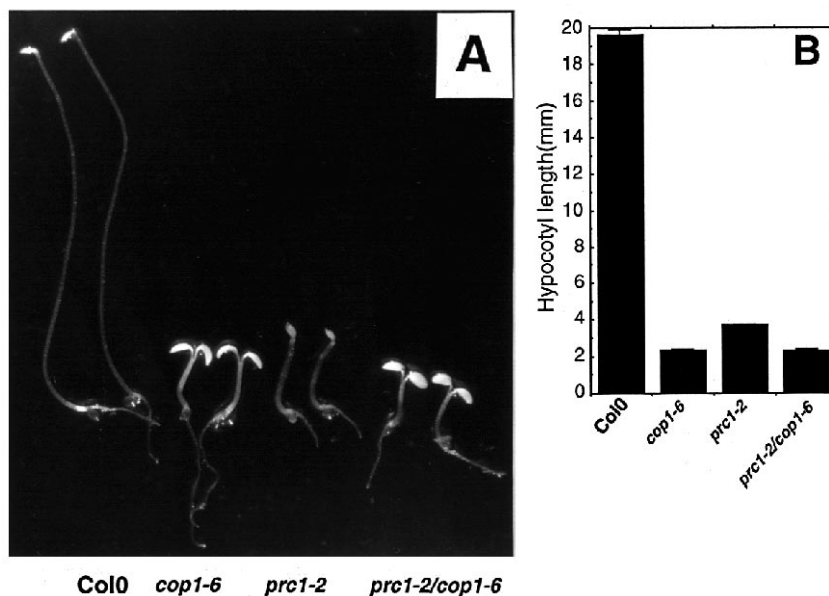 A
Col0 cop1-6 prc1-2 prc1-2/cop1-6
B
Hypocotyl length(mm)
20
18
16
14
12
10
8
6
4
2
0
Col0
cop1-6
prc1-2
prc1-2/cop1-6